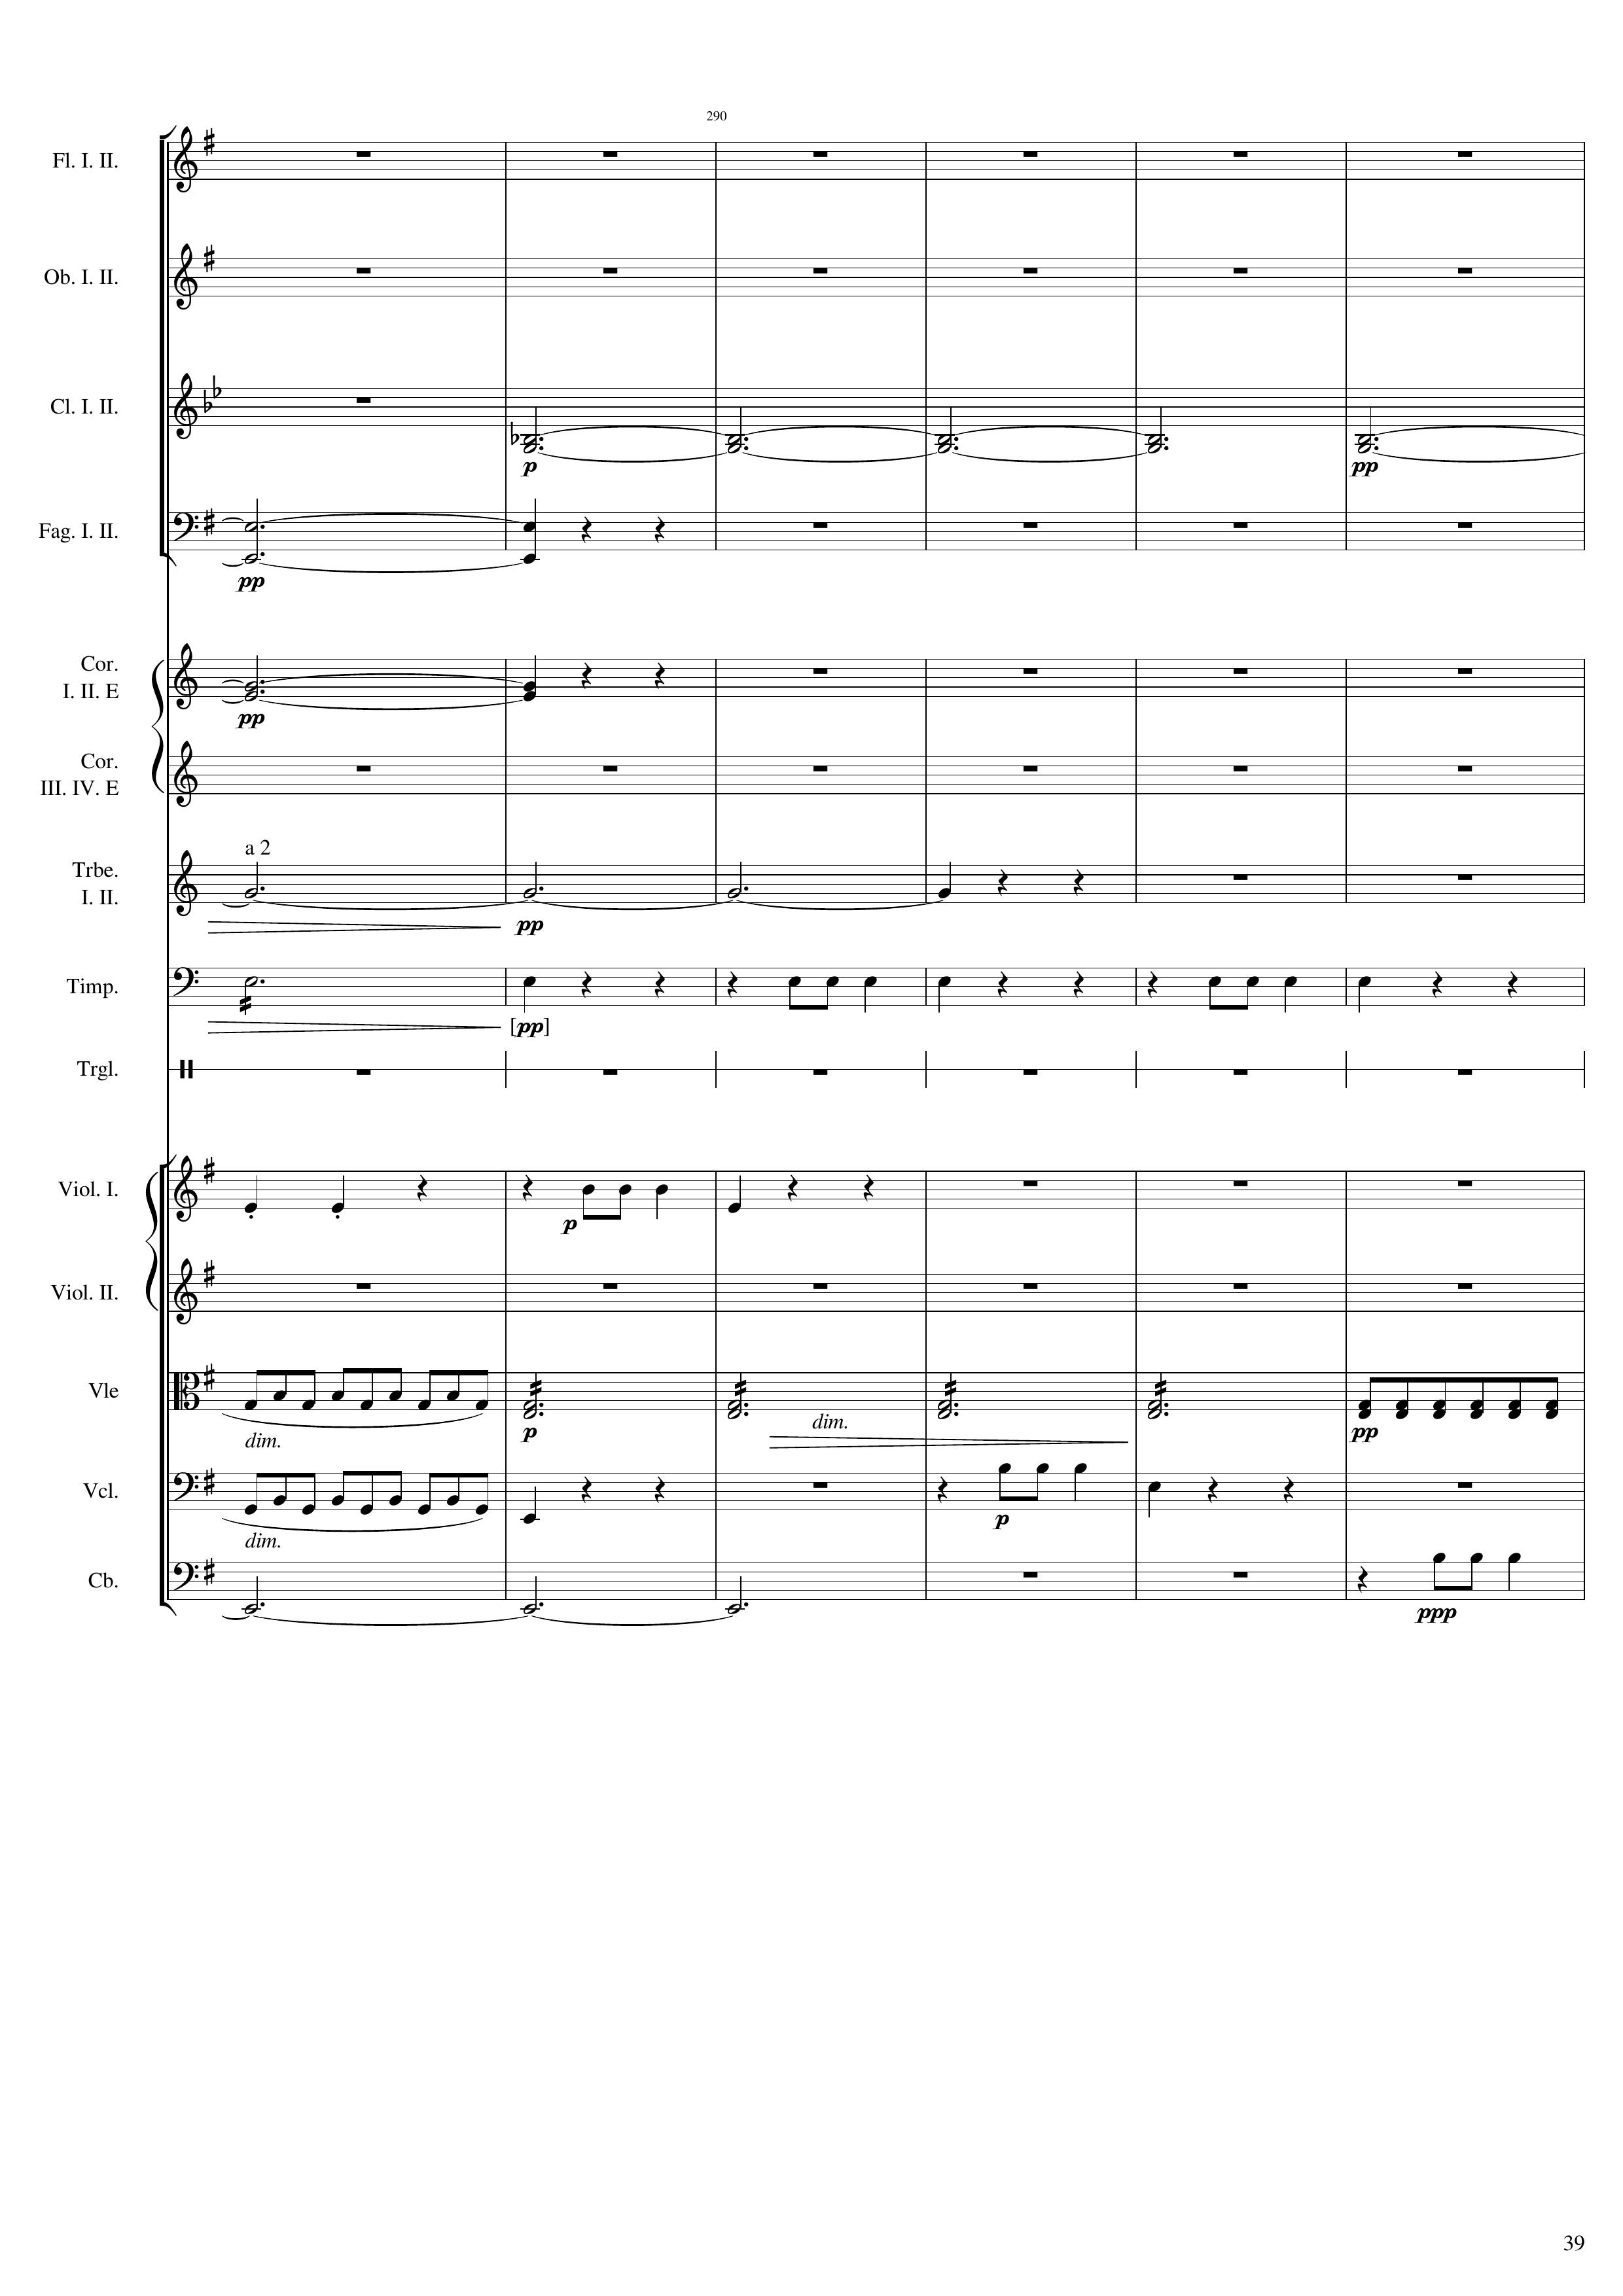 290
Fl. I. II.
Ob. I. II.
Cl. I. II.
p
pp
Fag. I. II.
pp
Cor.
I. II. E
pp
Cor.
III. IV. E
a 2
Trbe.
I. II.
pp
Timp.
[pp]
Trgl.
Viol. I.
p
Viol. II.
Vle
dim.
p
dim.
pp
Vcl.
dim.
p
Cb.
ppp
39